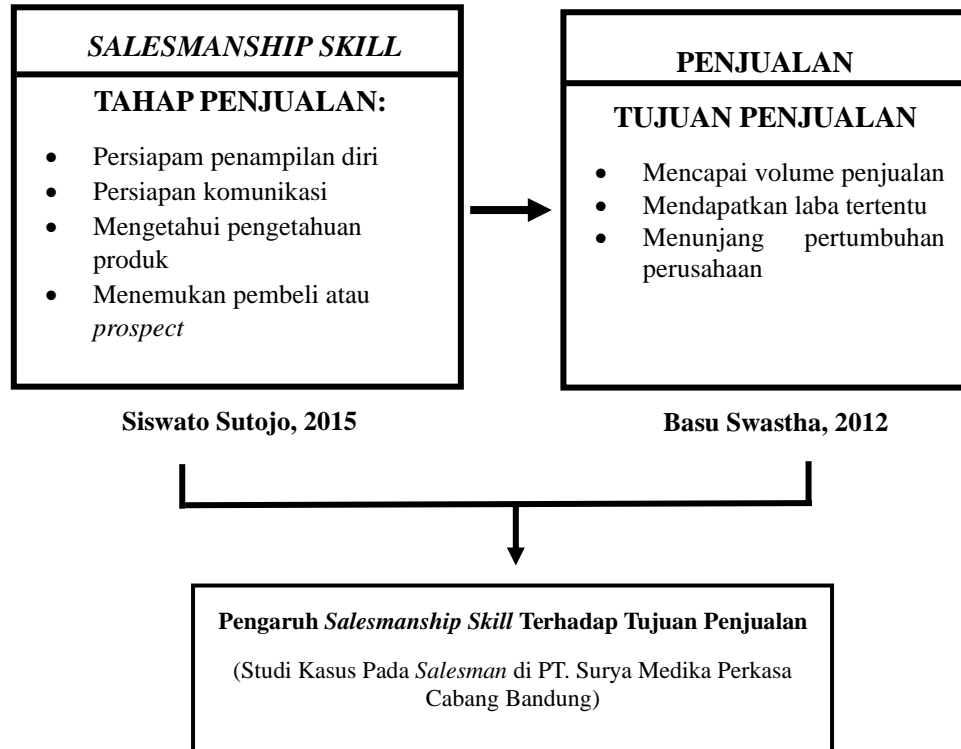 SALESMANSHIP SKILL
TAHAP PENJUALAN:
• Persiapam penampilan diri
• Persiapan komunikasi
• Mengetahui pengetahuan
produk
• Menemukan pembeli atau
prospect
Siswato Sutojo, 2015
PENJUALAN
TUJUAN PENJUALAN
• Mencapai volume penjualan
• Mendapatkan laba tertentu
• Menunjang pertumbuhan
perusahaan
Basu Swastha, 2012
Pengaruh Salesmanship Skill Terhadap Tujuan Penjualan
(Studi Kasus Pada Salesman di PT. Surya Medika Perkasa
Cabang Bandung)